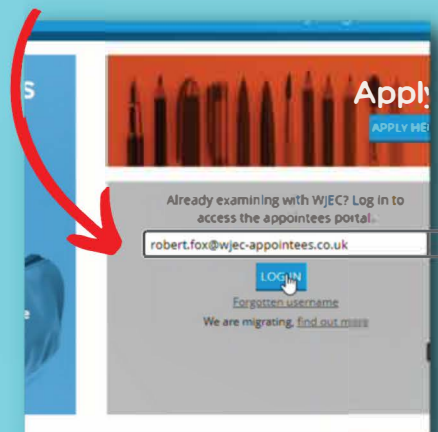 S
Apply
APPLY HE
Already examining with WJEC? Log in to
access the appointees portal.
robert.fox@wjec-appointees.co.uk
LOG IN
Forgotten username
We are migrating, find out more
e